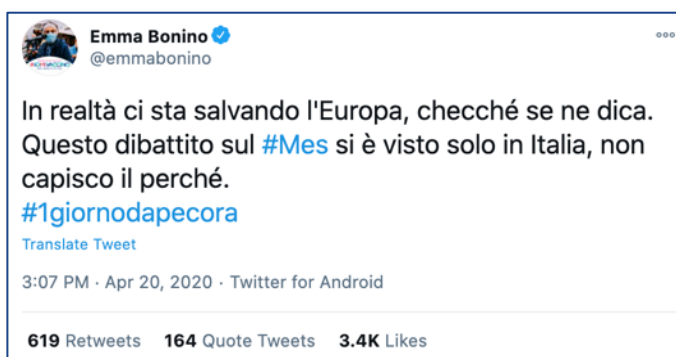 Emma Bonino
@emmabonino
In realtà ci sta salvando l'Europa, checché se ne dica.
Questo dibattito sul #Mes si è visto solo in Italia, non
capisco il perché.
#1giornodapecora
Translate Tweet
3:07 PM · Apr 20, 2020 · Twitter for Android
619 Retweets 164 Quote Tweets 3.4K Likes